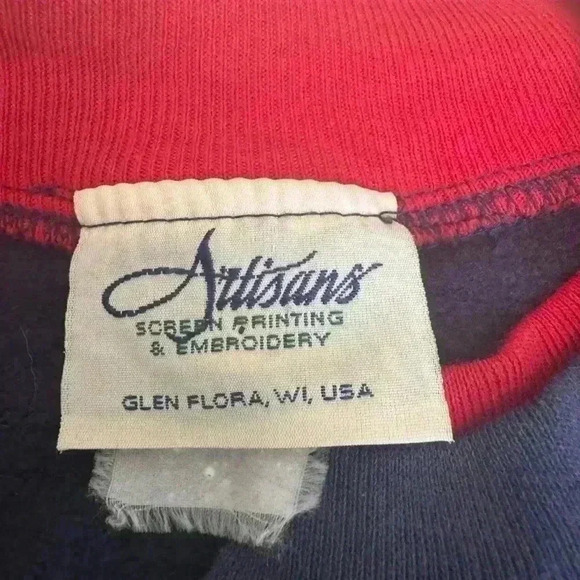 Artisans
SCREEN PRINTING
& EMBROIDERY
GLEN FLORA, WI, USA